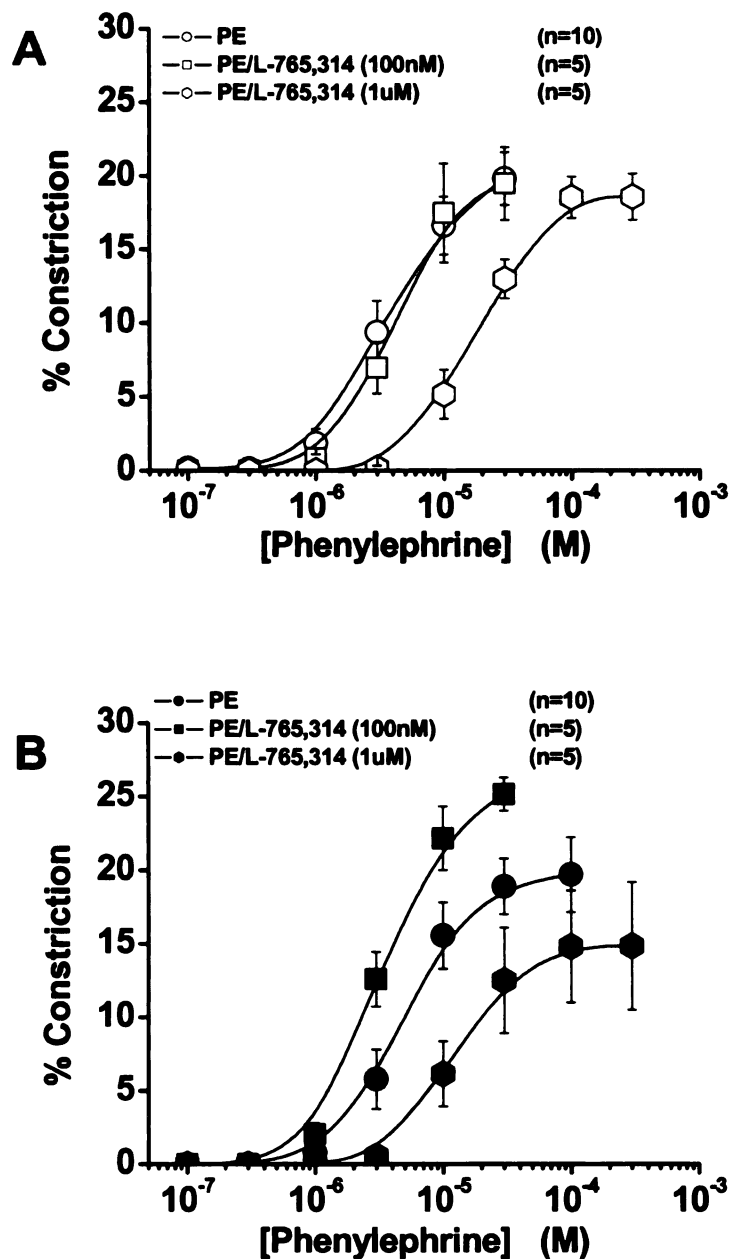 A
30
25
20
15
10
5
0
% Constriction
PE (n=10)
PE/L-765,314 (100nM) (n=5)
PE/L-765,314 (1uM) (n=5)
10⁻⁷ 10⁻⁶ 10⁻⁵ 10⁻⁴ 10⁻³
[Phenylephrine] (M)
B
30
25
20
15
10
5
0
% Constriction
PE (n=10)
PE/L-765,314 (100nM) (n=5)
PE/L-765,314 (1uM) (n=5)
10⁻⁷ 10⁻⁶ 10⁻⁵ 10⁻⁴ 10⁻³
[Phenylephrine] (M)